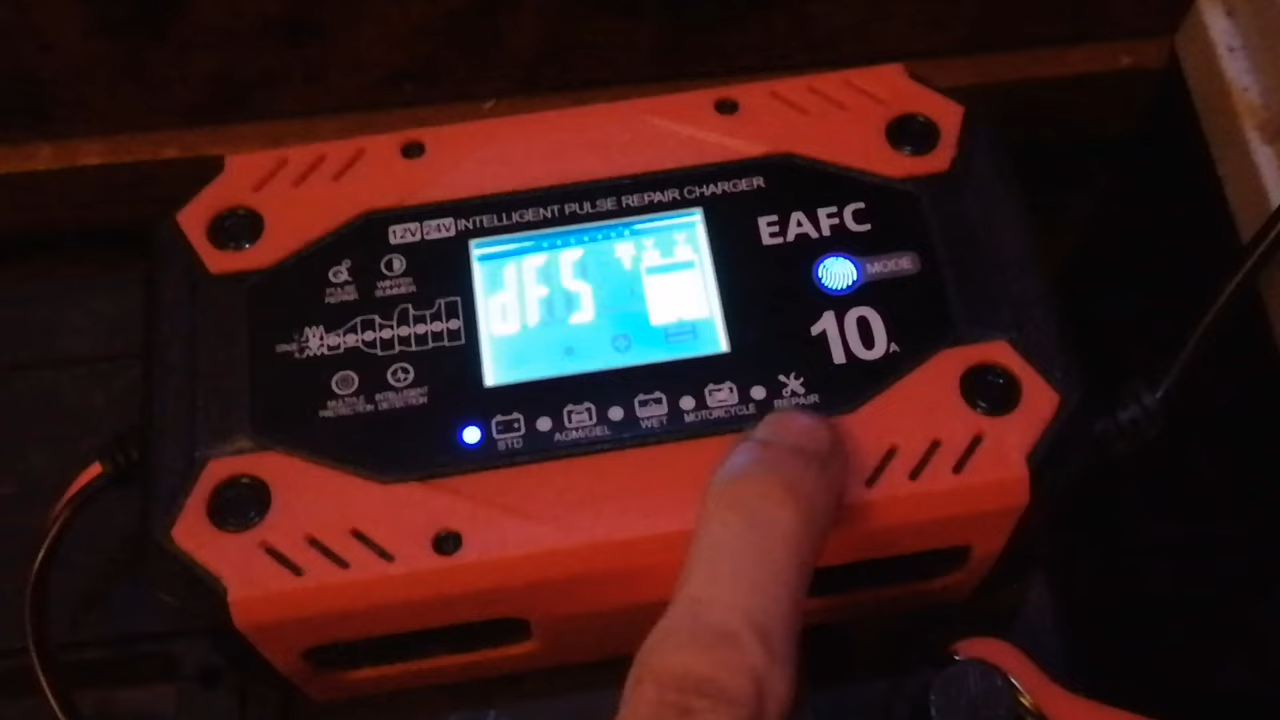 12V 24V INTELLIGENT PULSE REPAIR CHARGER
EAFC
MODE
10A
PULSE REPAIR
WINTER SUMMER
STAGE
MULTIPLE PROTECTION
INTELLIGENT DETECTION
dFS
STD
AGM/GEL
WET
MOTORCYCLE
REPAIR